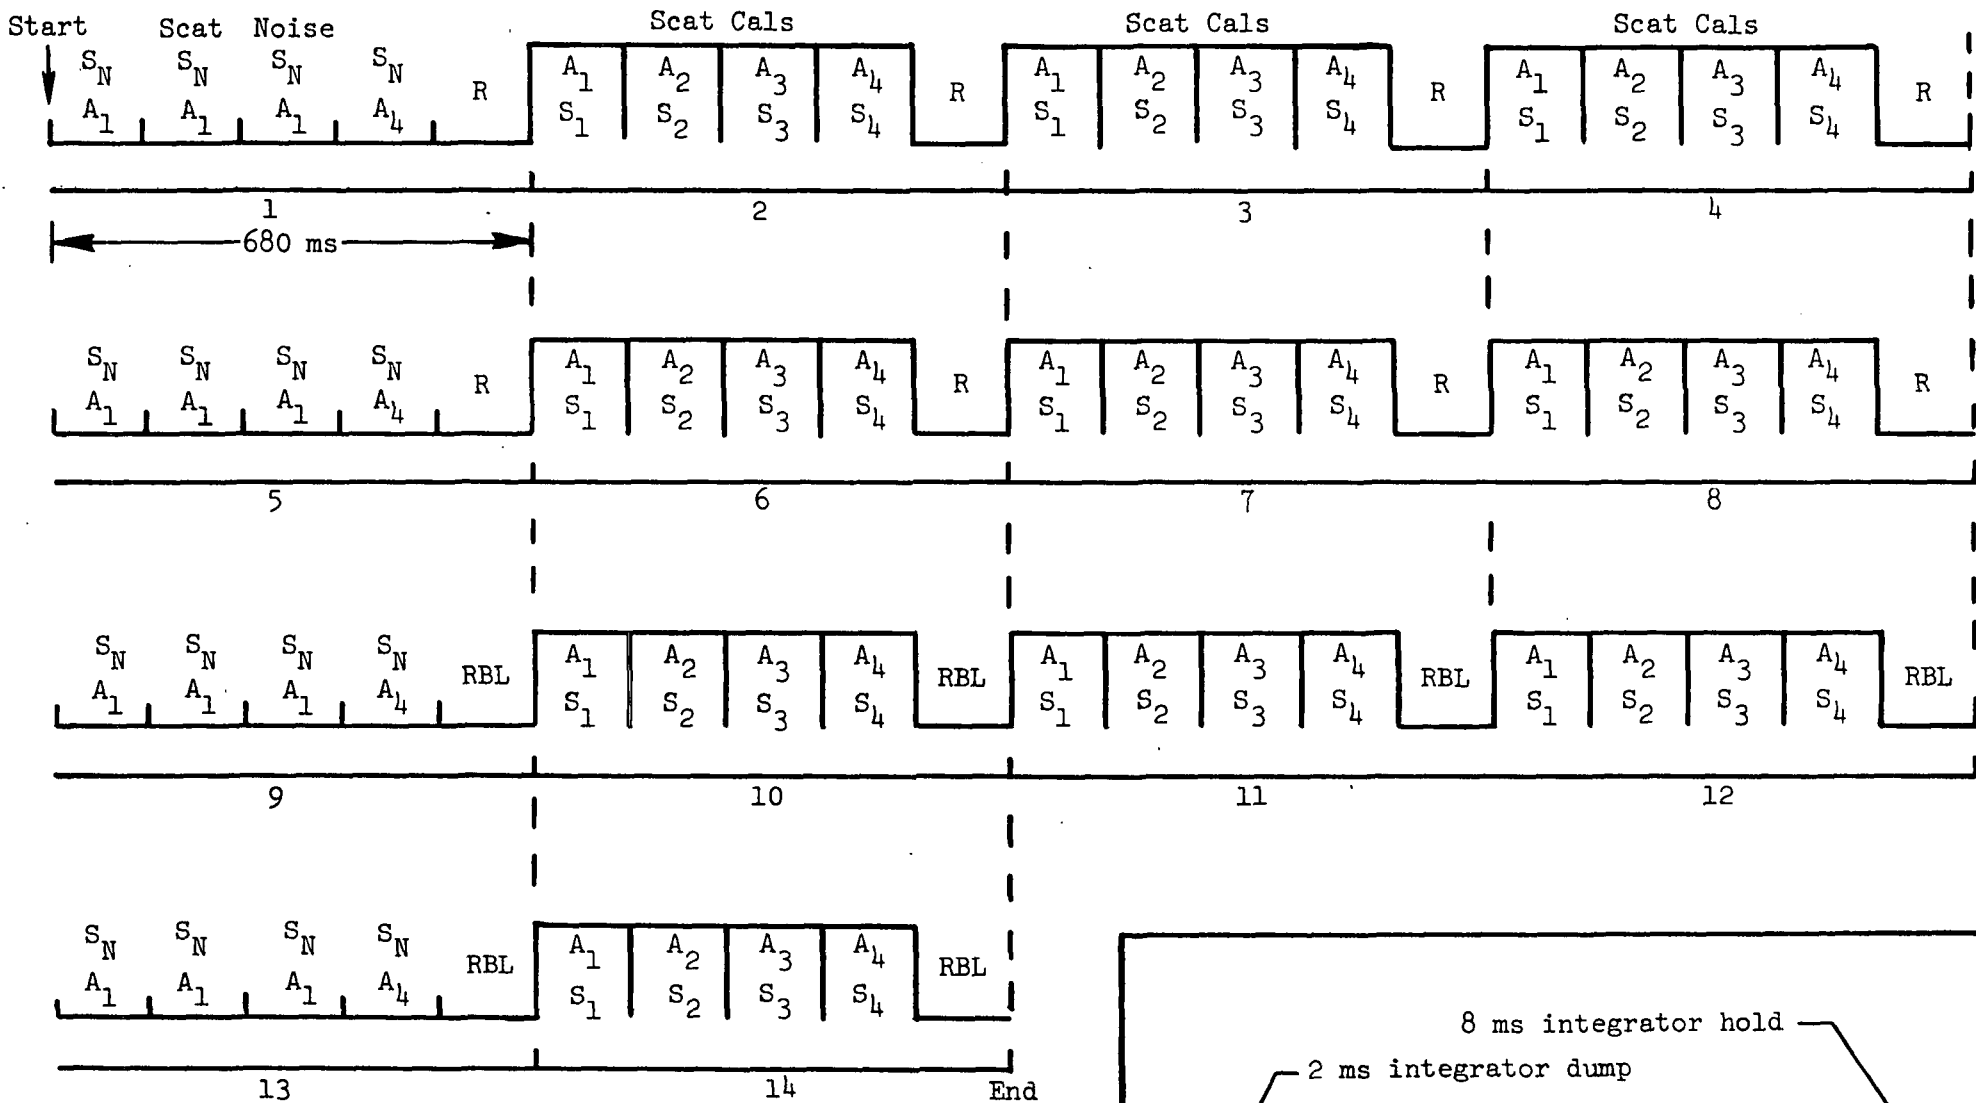 Start Scat Noise Scat Cals Scat Cals Scat Cals
S_N S_N S_N S_N R A_1 A_2 A_3 A_4 R A_1 A_2 A_3 A_4 R A_1 A_2 A_3 A_4 R
A_1 A_1 A_1 A_4 S_1 S_2 S_3 S_4 S_1 S_2 S_3 S_4 S_1 S_2 S_3 S_4
1 2 3 4
680 ms
S_N S_N S_N S_N R A_1 A_2 A_3 A_4 R A_1 A_2 A_3 A_4 R A_1 A_2 A_3 A_4 R
A_1 A_1 A_1 A_4 S_1 S_2 S_3 S_4 S_1 S_2 S_3 S_4 S_1 S_2 S_3 S_4
5 6 7 8
S_N S_N S_N S_N RBL A_1 A_2 A_3 A_4 RBL A_1 A_2 A_3 A_4 RBL A_1 A_2 A_3 A_4 RBL
A_1 A_1 A_1 A_4 S_1 S_2 S_3 S_4 S_1 S_2 S_3 S_4 S_1 S_2 S_3 S_4
9 10 11 12
S_N S_N S_N S_N RBL A_1 A_2 A_3 A_4 RBL
A_1 A_1 A_1 A_4 S_1 S_2 S_3 S_4
13 14 End
8 ms integrator hold
2 ms integrator dump